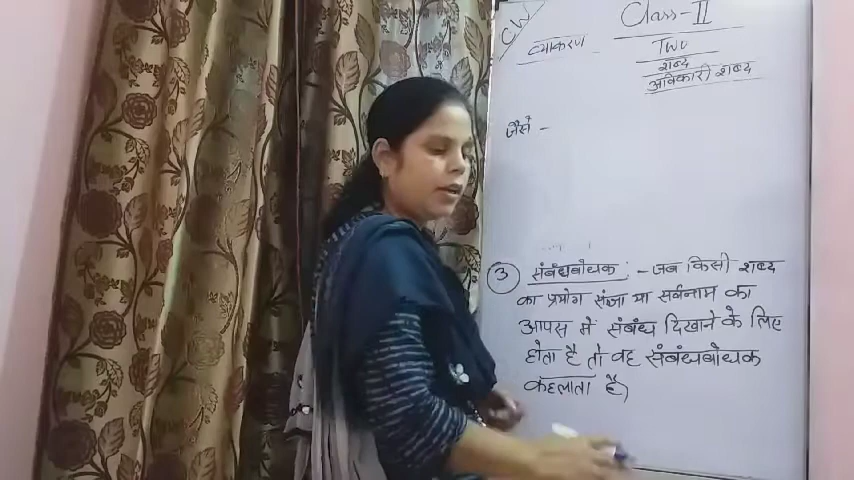 CW
Class-II
व्याकरण
TWO
शब्द
अविकारी शब्द
जैसे -
3 संबंधबोधक : - जब किसी शब्द
का प्रयोग संज्ञा या सर्वनाम का
आपस में संबंध दिखाने के लिए
होता है तो वह संबंधबोधक
कहलाता है)